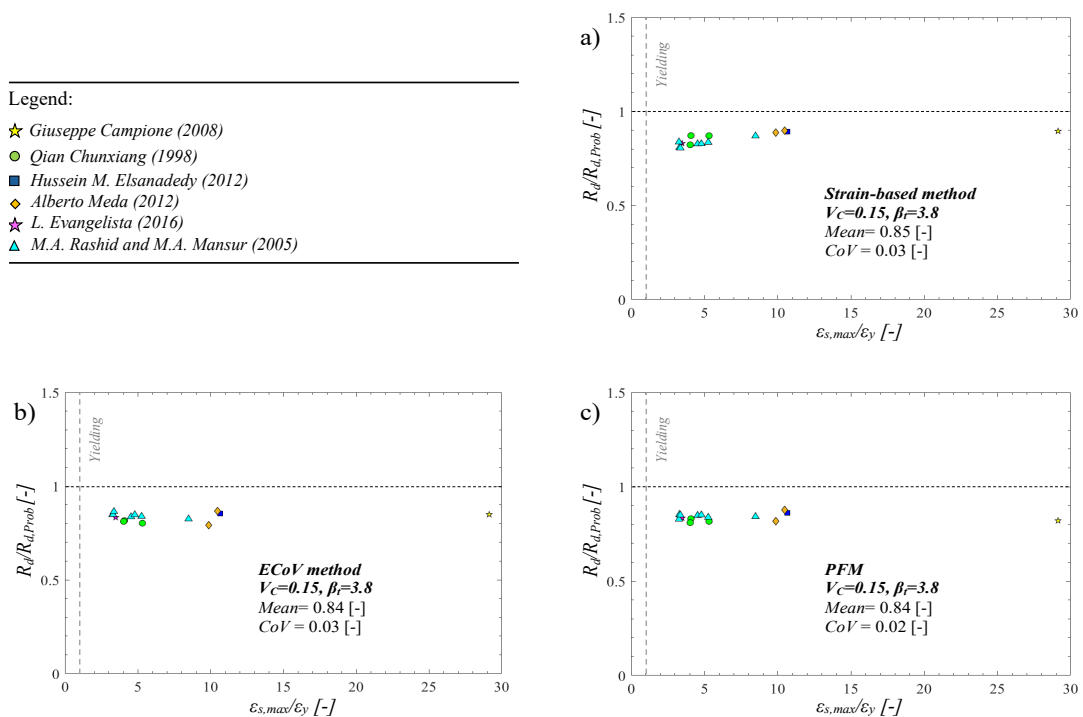 Legend:
Giuseppe Campione (2008)
Qian Chunxiang (1998)
Hussein M. Elsanadedy (2012)
Alberto Meda (2012)
L. Evangelista (2016)
M.A. Rashid and M.A. Mansur (2005)
a)
1.5
1
0.5
0
R_d/R_d,Prob [-]
Yielding
Strain-based method
V_C=0.15, β_t=3.8
Mean= 0.85 [-]
CoV = 0.03 [-]
0 5 10 15 20 25 30
ε_s,max/ε_y [-]
b)
1.5
1
0.5
0
R_d/R_d,Prob [-]
Yielding
ECoV method
V_C=0.15, β_t=3.8
Mean= 0.84 [-]
CoV = 0.03 [-]
0 5 10 15 20 25 30
ε_s,max/ε_y [-]
c)
1.5
1
0.5
0
R_d/R_d,Prob [-]
Yielding
PFM
V_C=0.15, β_t=3.8
Mean= 0.84 [-]
CoV = 0.02 [-]
0 5 10 15 20 25 30
ε_s,max/ε_y [-]